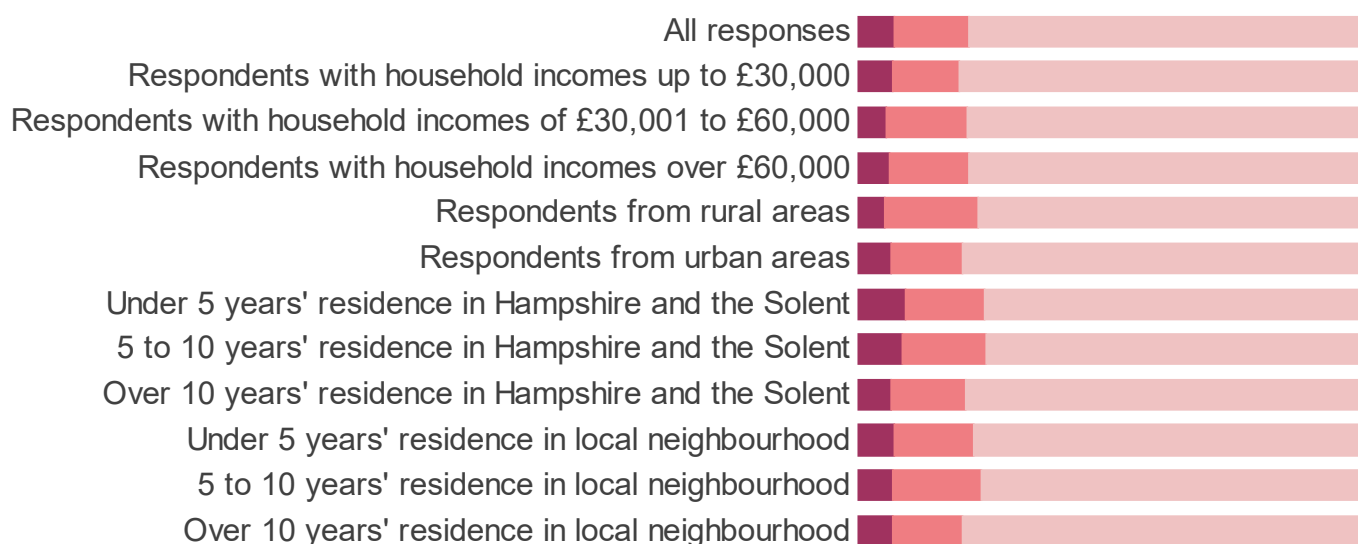 All responses
Respondents with household incomes up to £30,000
Respondents with household incomes of £30,001 to £60,000
Respondents with household incomes over £60,000
Respondents from rural areas
Respondents from urban areas
Under 5 years' residence in Hampshire and the Solent
5 to 10 years' residence in Hampshire and the Solent
Over 10 years' residence in Hampshire and the Solent
Under 5 years' residence in local neighbourhood
5 to 10 years' residence in local neighbourhood
Over 10 years' residence in local neighbourhood